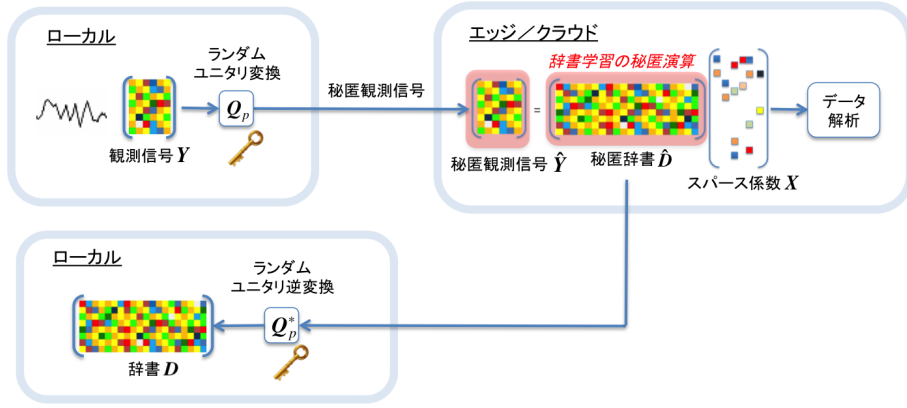 ローカル
ランダム
ユニタリ変換
Qp
観測信号 Y
秘匿観測信号
エッジ／クラウド
辞書学習の秘匿演算
=
秘匿観測信号 Ŷ
秘匿辞書 D̂
スパース係数 X
データ
解析
ローカル
ランダム
ユニタリ逆変換
Q*p
辞書 D